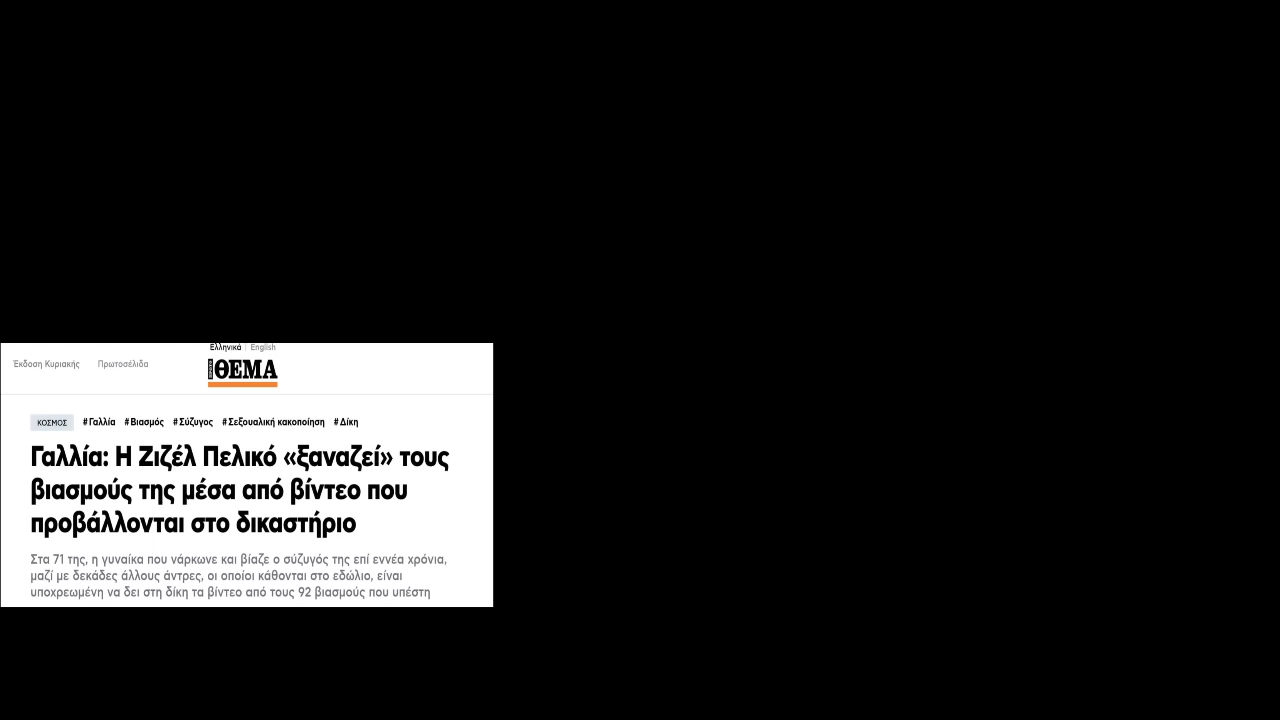 Ελληνικά | English
Έκδοση Κυριακής Πρωτοσέλιδα
ΘΕΜΑ
ΚΟΣΜΟΣ #Γαλλία #Βιασμός #Σύζυγος #Σεξουαλική κακοποίηση #Δίκη
Γαλλία: Η Ζιζέλ Πελικό «ξαναζεί» τους
βιασμούς της μέσα από βίντεο που
προβάλλονται στο δικαστήριο
Στα 71 της, η γυναίκα που νάρκωνε και βίαζε ο σύζυγός της επί εννέα χρόνια,
μαζί με δεκάδες άλλους άντρες, οι οποίοι κάθονται στο εδώλιο, είναι
υποχρεωμένη να δει στη δίκη τα βίντεο από τους 92 βιασμούς που υπέστη